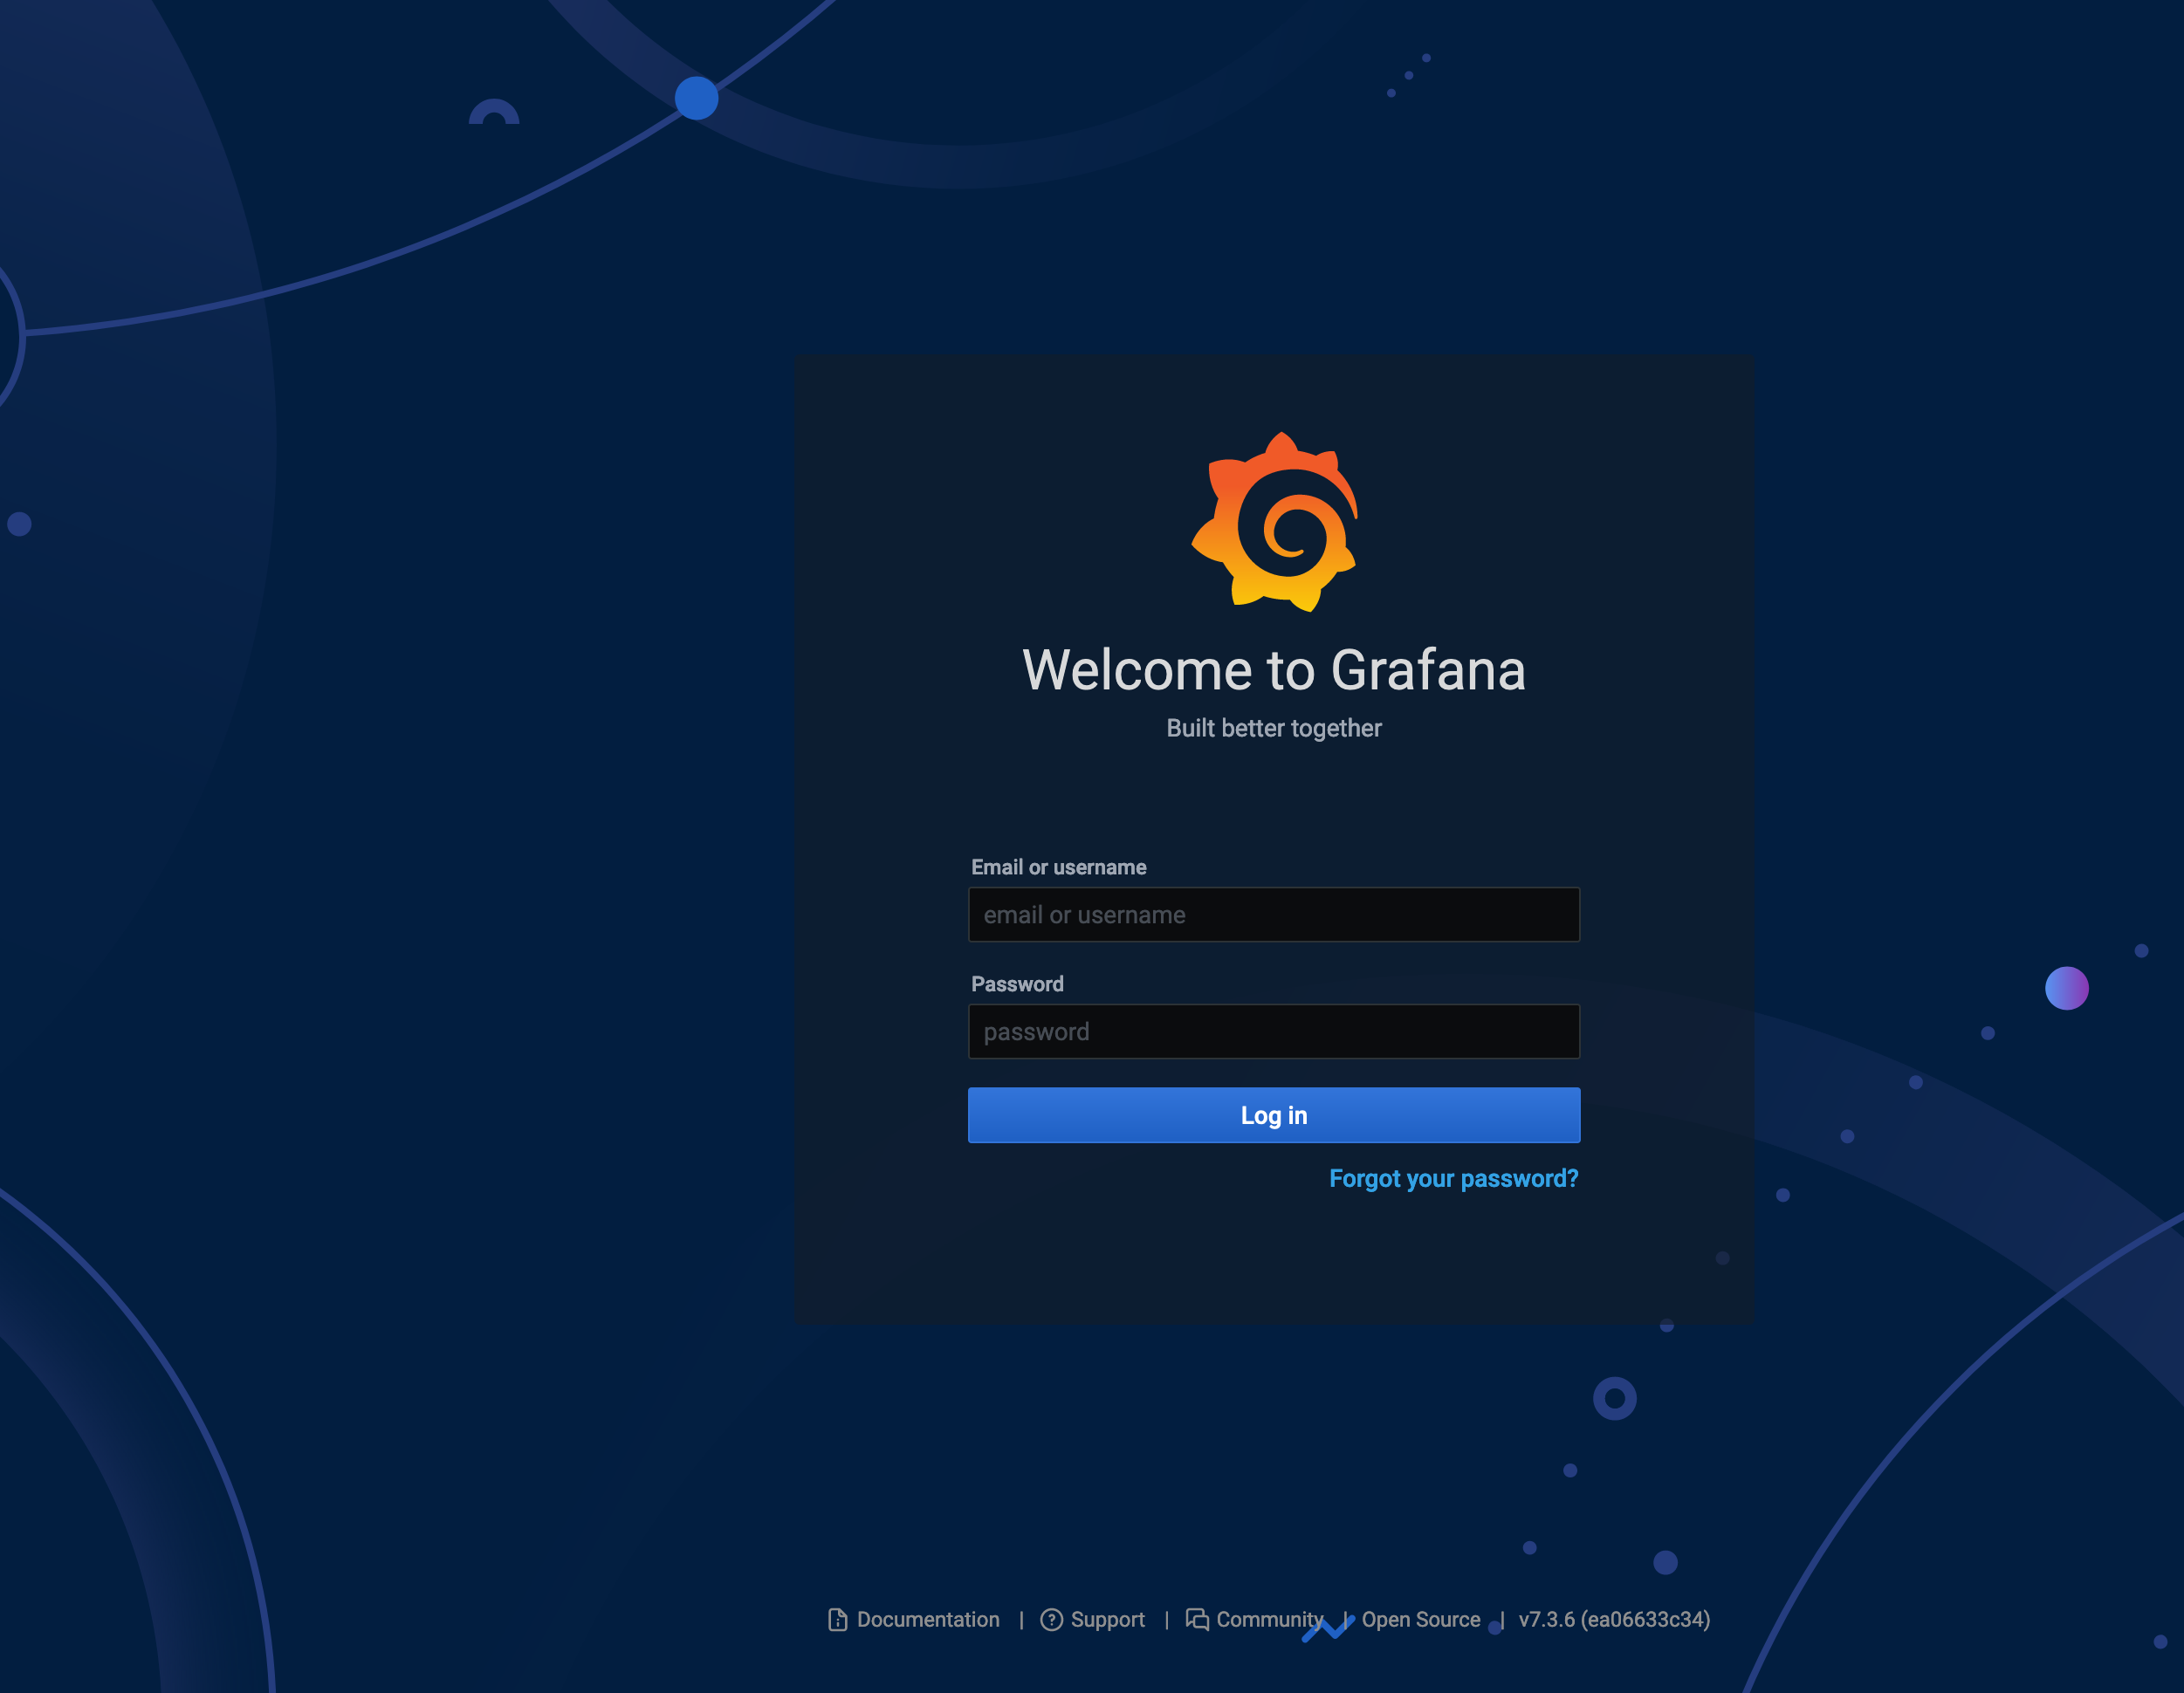 Welcome to Grafana
Built better together
Email or username
email or username
Password
password
Log in
Forgot your password?
Documentation | Support | Community | Open Source | v7.3.6 (ea06633c34)